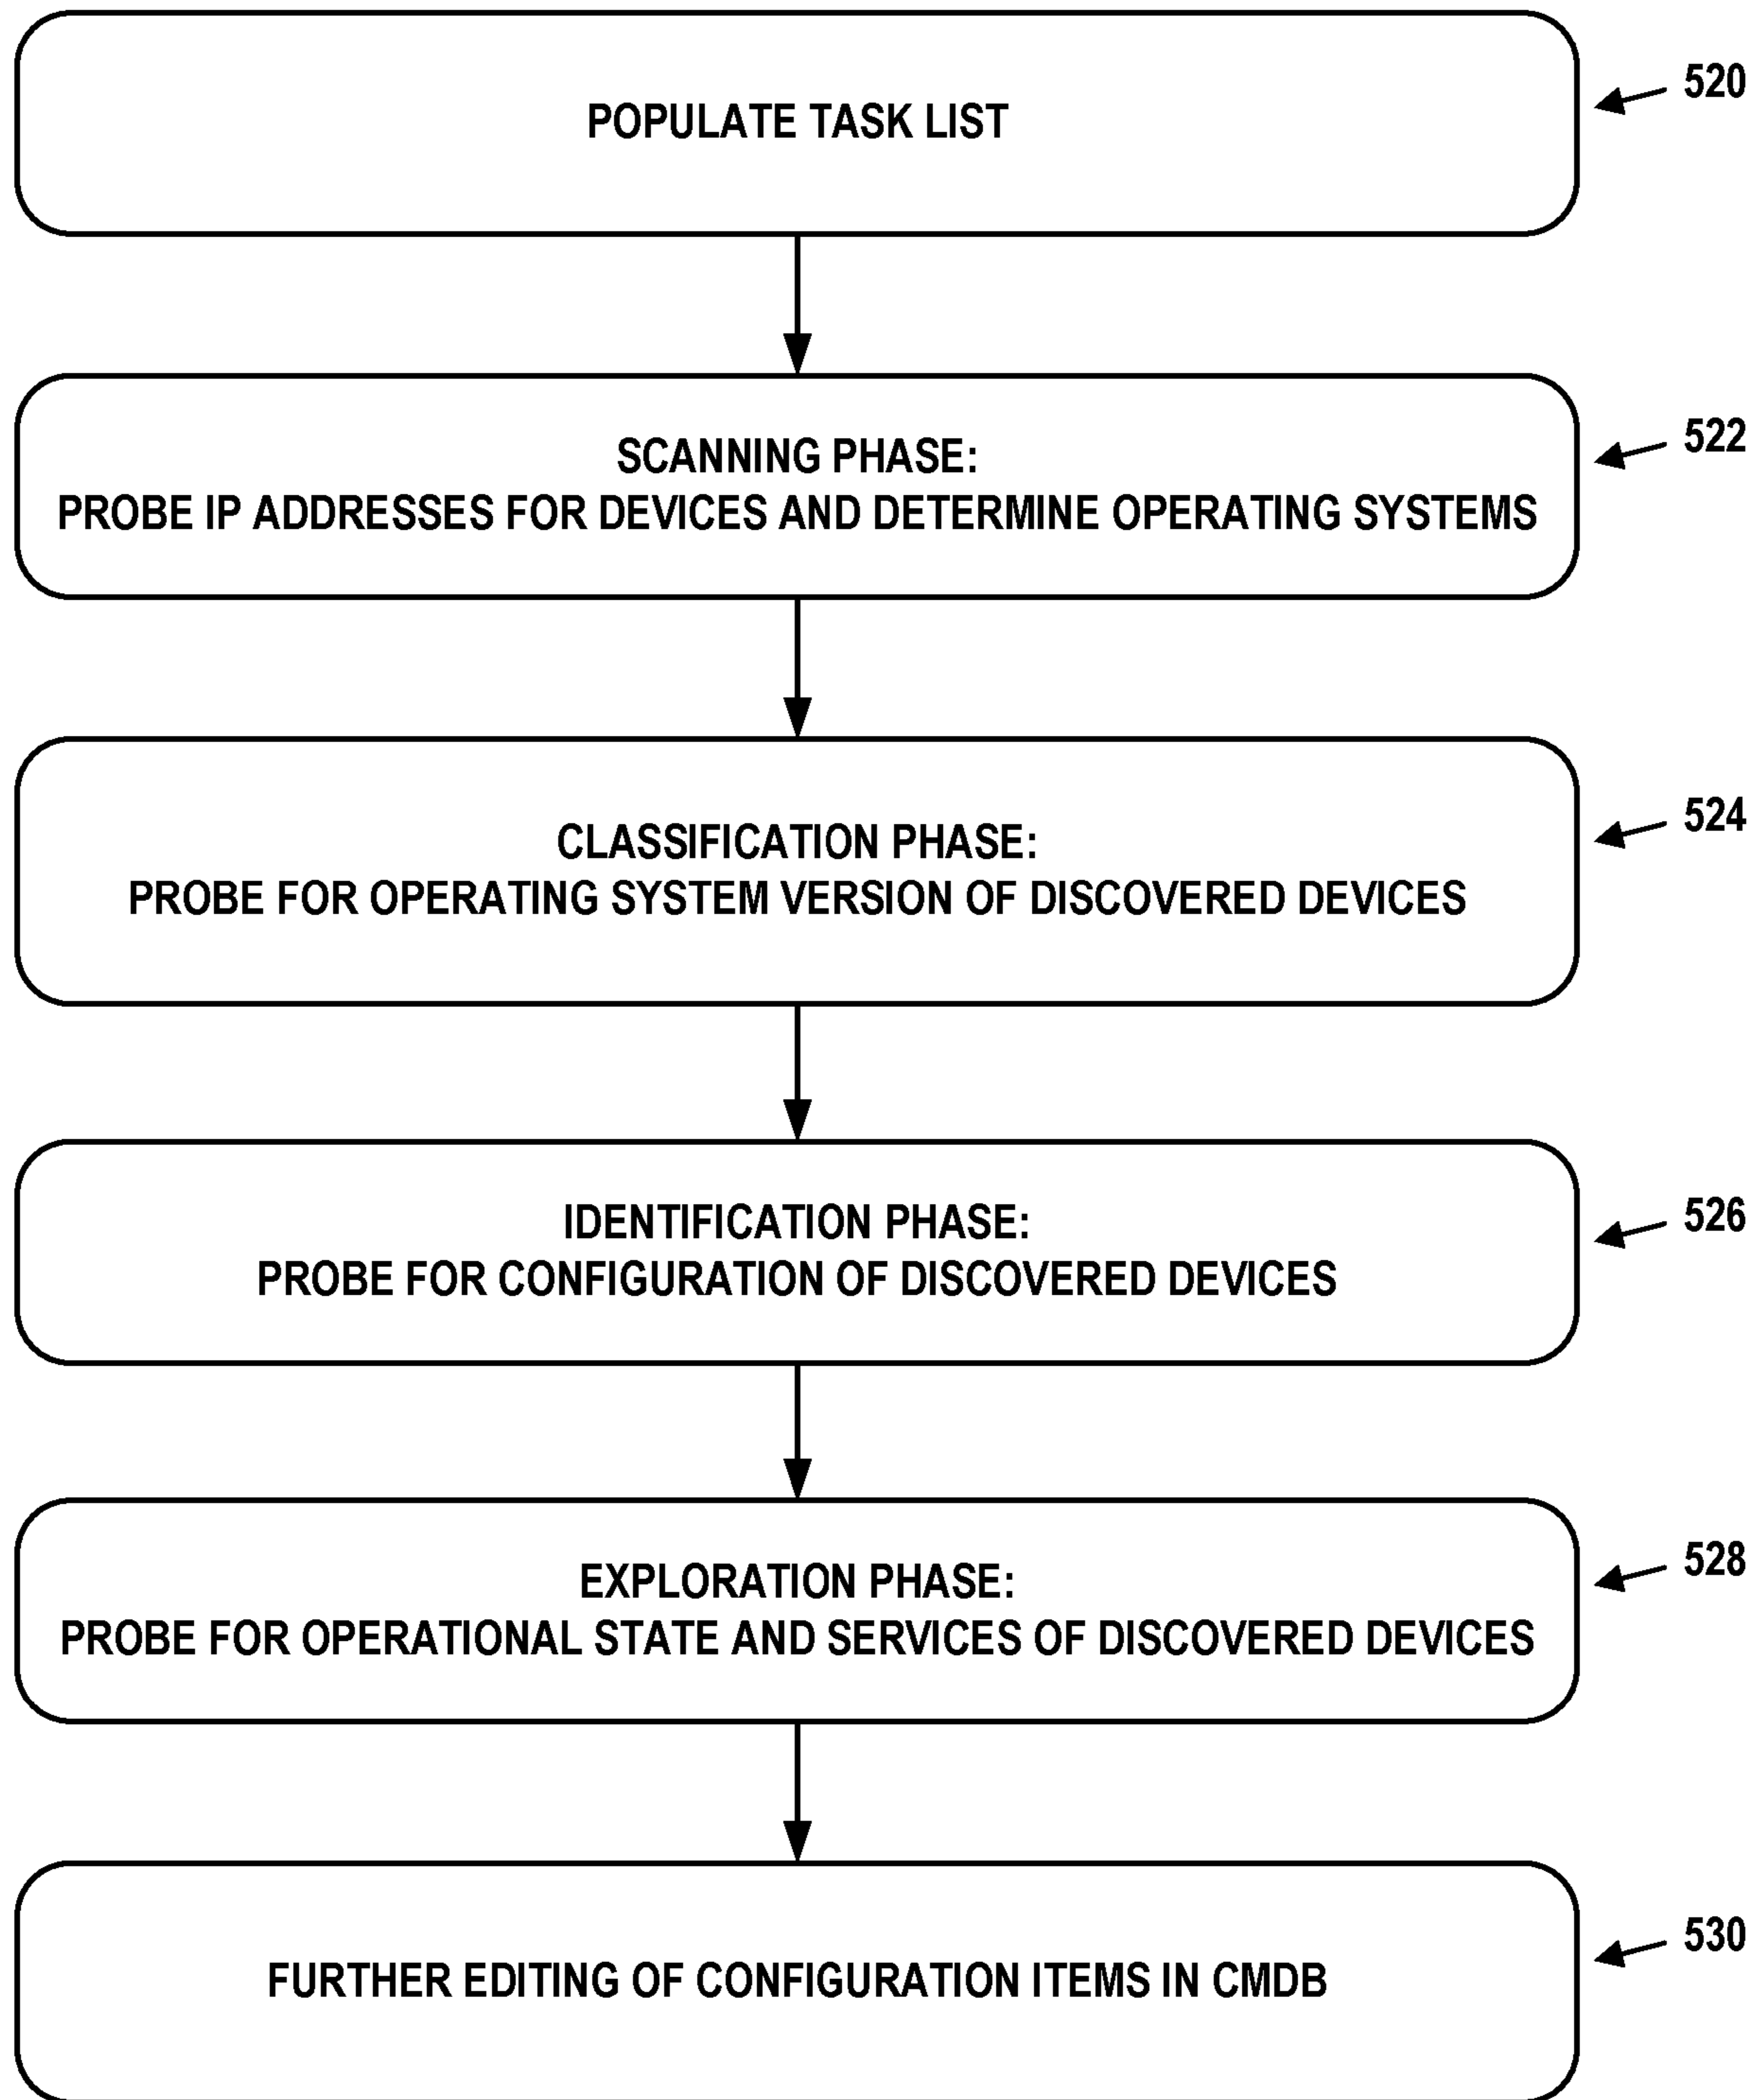 POPULATE TASK LIST
520
SCANNING PHASE:
PROBE IP ADDRESSES FOR DEVICES AND DETERMINE OPERATING SYSTEMS
522
CLASSIFICATION PHASE:
PROBE FOR OPERATING SYSTEM VERSION OF DISCOVERED DEVICES
524
IDENTIFICATION PHASE:
PROBE FOR CONFIGURATION OF DISCOVERED DEVICES
526
EXPLORATION PHASE:
PROBE FOR OPERATIONAL STATE AND SERVICES OF DISCOVERED DEVICES
528
FURTHER EDITING OF CONFIGURATION ITEMS IN CMDB
530